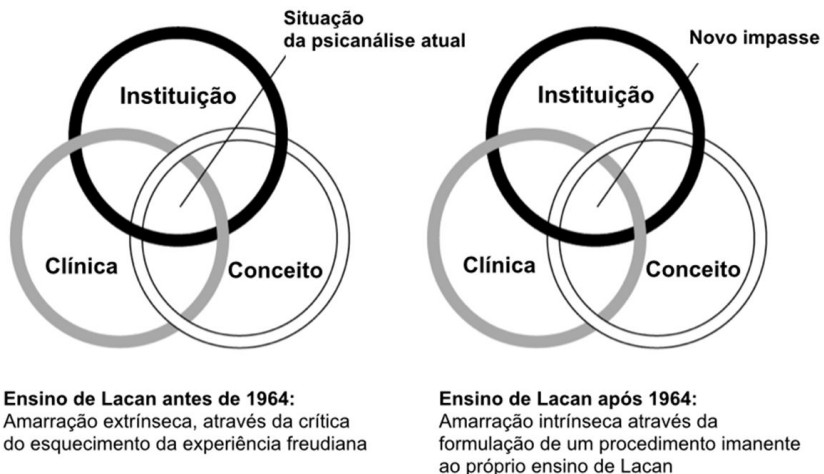 Situação
da psicanálise atual
Instituição
Clínica
Conceito
Ensino de Lacan antes de 1964:
Amarração extrínseca, através da crítica
do esquecimento da experiência freudiana
Novo impasse
Instituição
Clínica
Conceito
Ensino de Lacan após 1964:
Amarração intrínseca através da
formulação de um procedimento imanente
ao próprio ensino de Lacan